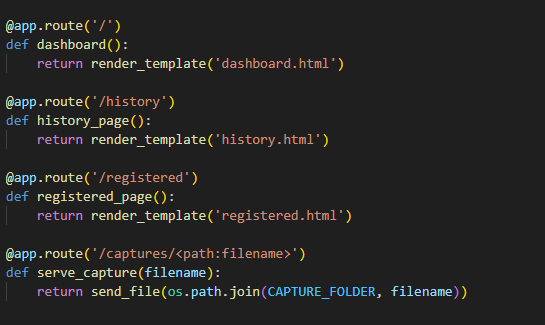 @app.route('/')
def dashboard():
    return render_template('dashboard.html')
@app.route('/history')
def history_page():
    return render_template('history.html')
@app.route('/registered')
def registered_page():
    return render_template('registered.html')
@app.route('/captures/<path:filename>')
def serve_capture(filename):
    return send_file(os.path.join(CAPTURE_FOLDER, filename))